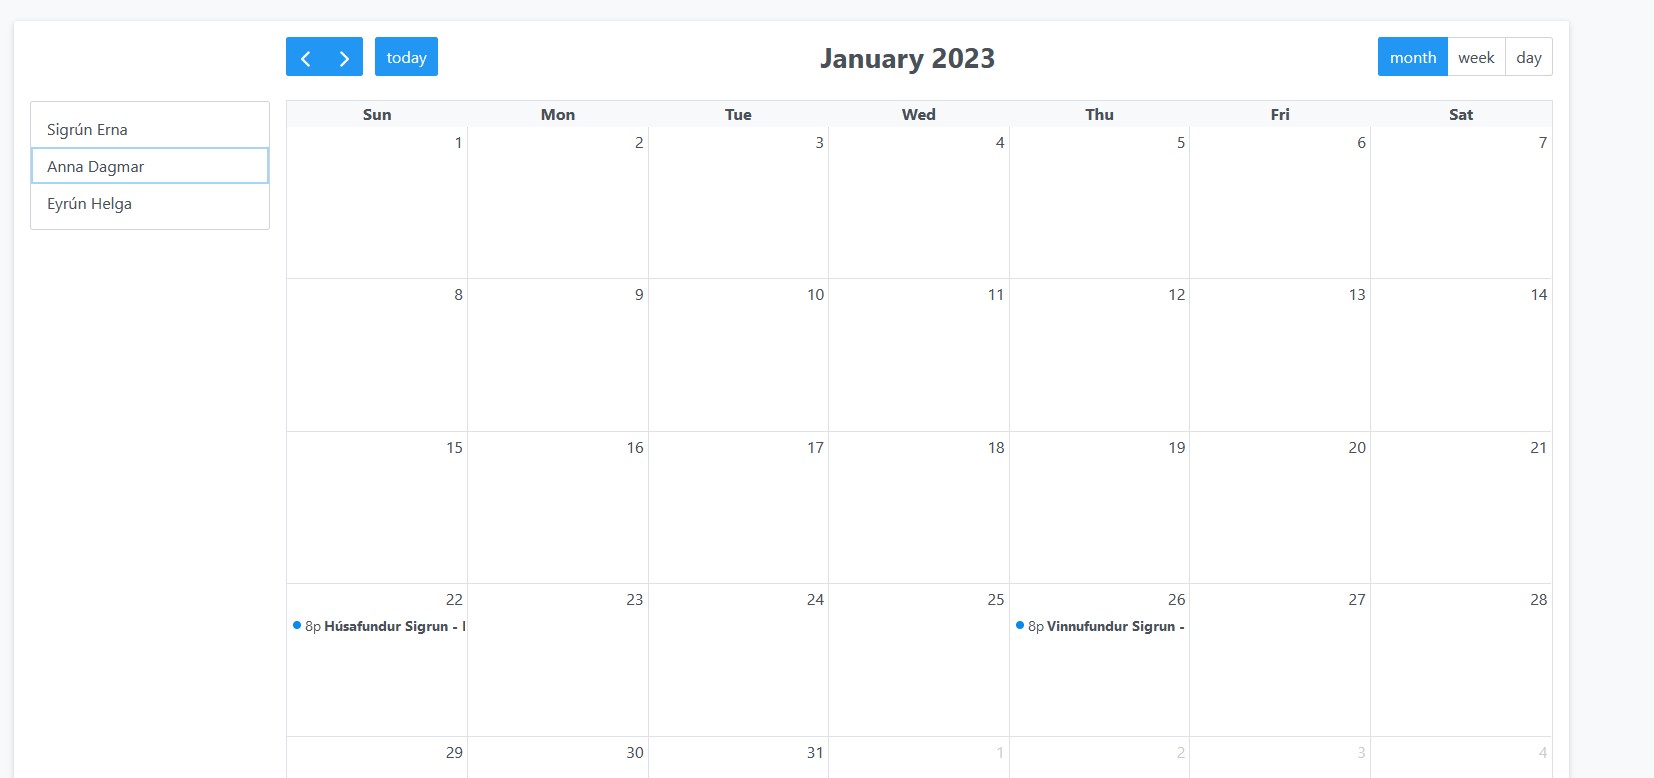 today
January 2023
month week day
Sigrún Erna
Anna Dagmar
Eyrún Helga
Sun Mon Tue Wed Thu Fri Sat
1 2 3 4 5 6 7
8 9 10 11 12 13 14
15 16 17 18 19 20 21
22 23 24 25 26 27 28
8p Húsafundur Sigrun -
8p Vinnufundur Sigrun -
29 30 31 1 2 3 4